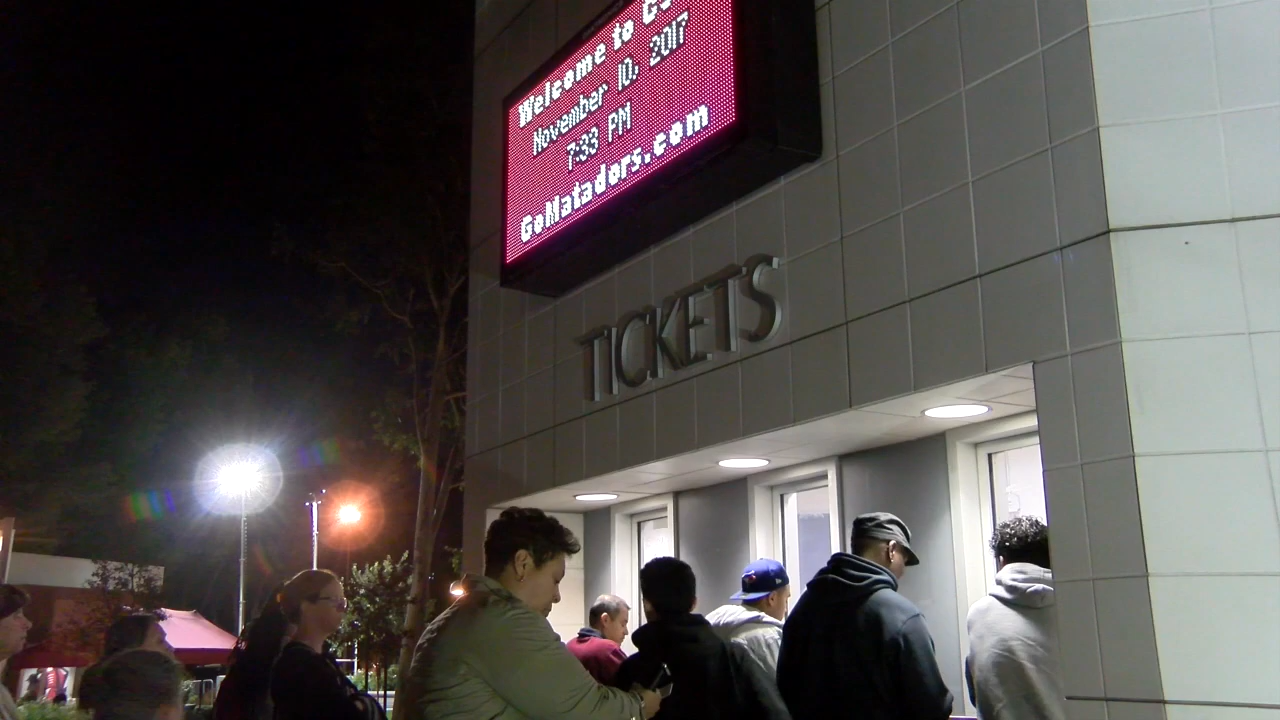 Welcome to
November 10, 2017
7:33 PM
GoMatadors.com
TICKETS